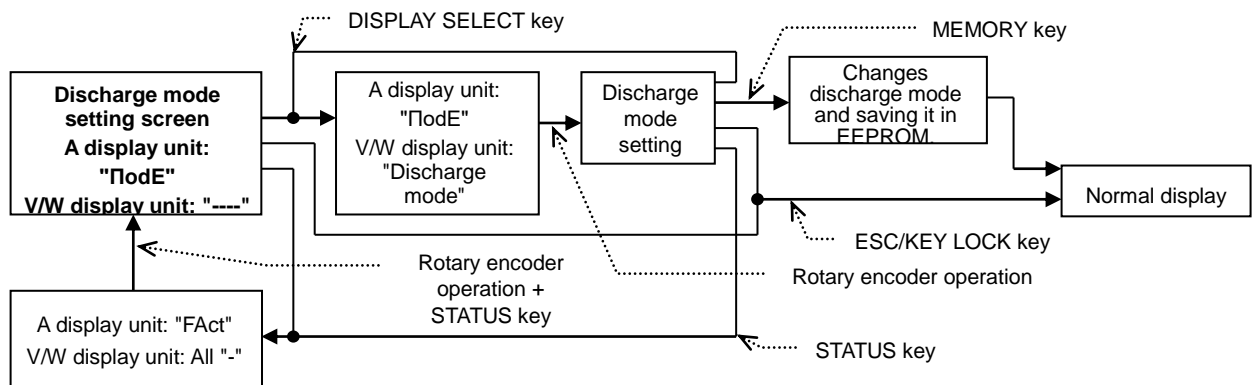 DISPLAY SELECT key
MEMORY key
Discharge mode
setting screen
A display unit:
"ПodE"
V/W display unit: "----"
A display unit:
"ПodE"
V/W display unit:
"Discharge
mode"
Discharge
mode
setting
Changes
discharge mode
and saving it in
EEPROM.
Normal display
ESC/KEY LOCK key
Rotary encoder
operation +
STATUS key
Rotary encoder operation
A display unit: "FAct"
V/W display unit: All "-"
STATUS key